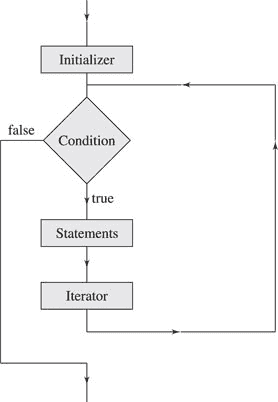 Initializer
false
Condition
true
Statements
Iterator